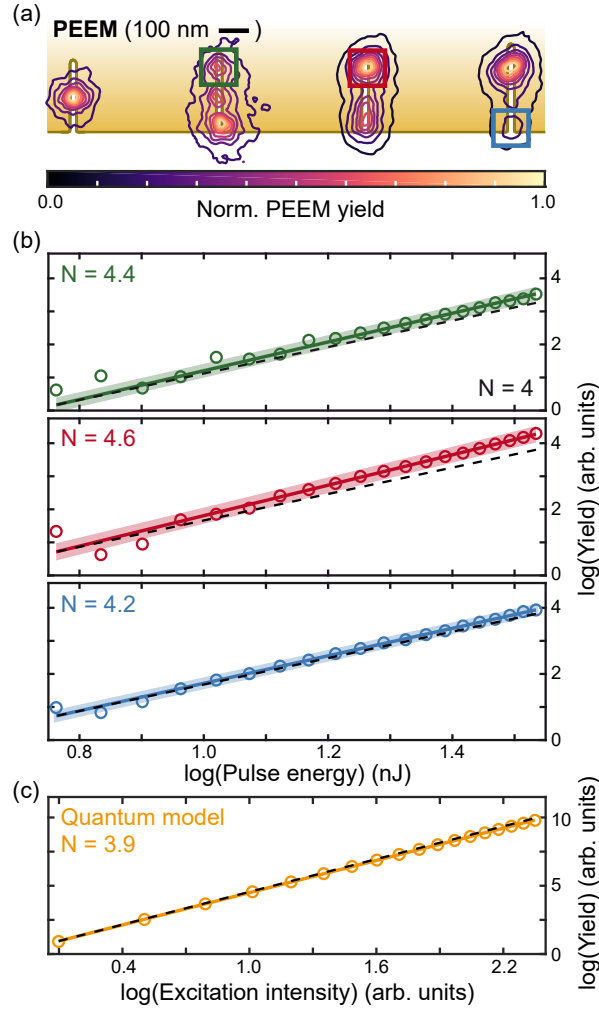 (a)
PEEM (100 nm )
0.0
1.0
Norm. PEEM yield
(b)
N = 4.4
4
2
0
N = 4
N = 4.6
4
2
0
N = 4.2
4
2
0
log(Yield) (arb. units)
0.8
1.0
1.2
1.4
log(Pulse energy) (nJ)
(c)
Quantum model
N = 3.9
10
5
0
log(Yield) (arb. units)
0.4
1.0
1.6
2.2
log(Excitation intensity) (arb. units)